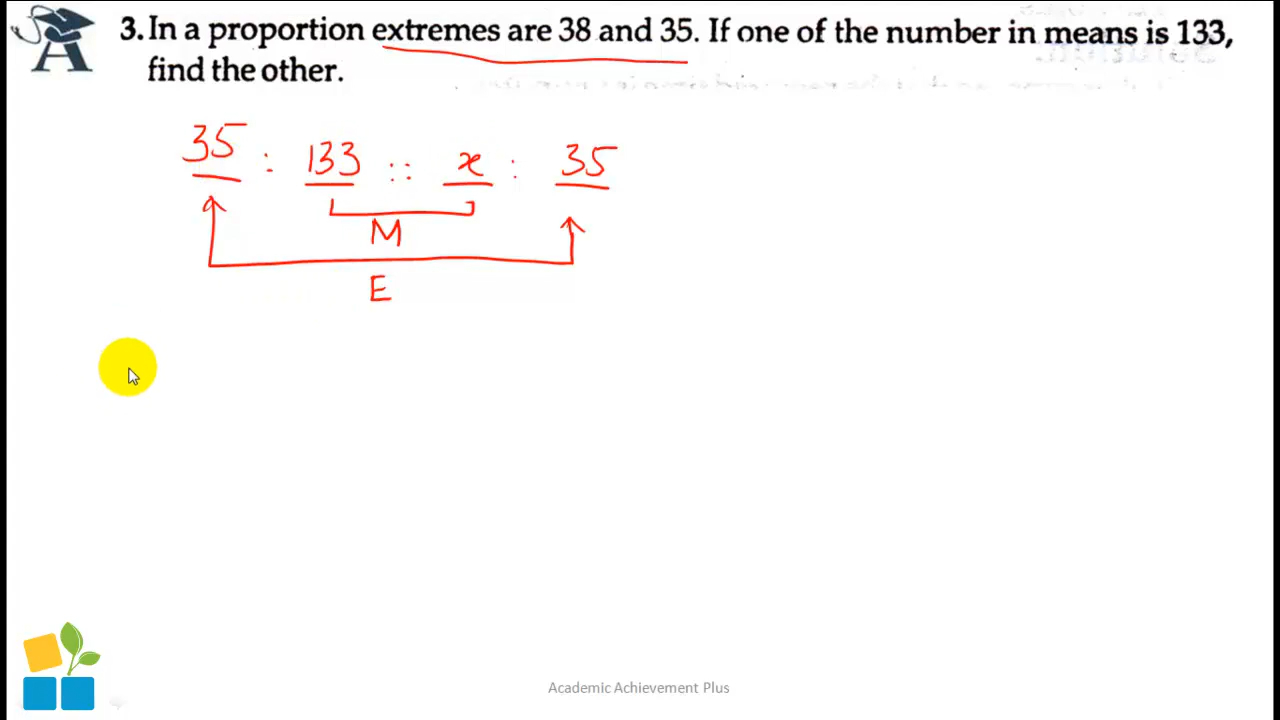 3. In a proportion extremes are 38 and 35. If one of the number in means is 133,
find the other.
35 : 133 :: x : 35
M
E
Academic Achievement Plus